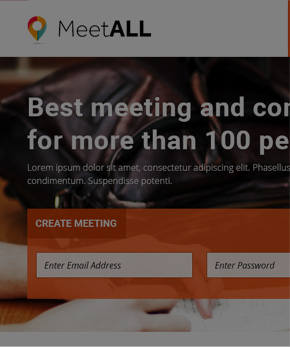 MeetALL
Best meeting and con
for more than 100 pe
Lorem ipsum dolor sit amet, consectetur adipiscing elit. Phasellus
condimentum. Suspendisse potenti.
CREATE MEETING
Enter Email Address
Enter Password